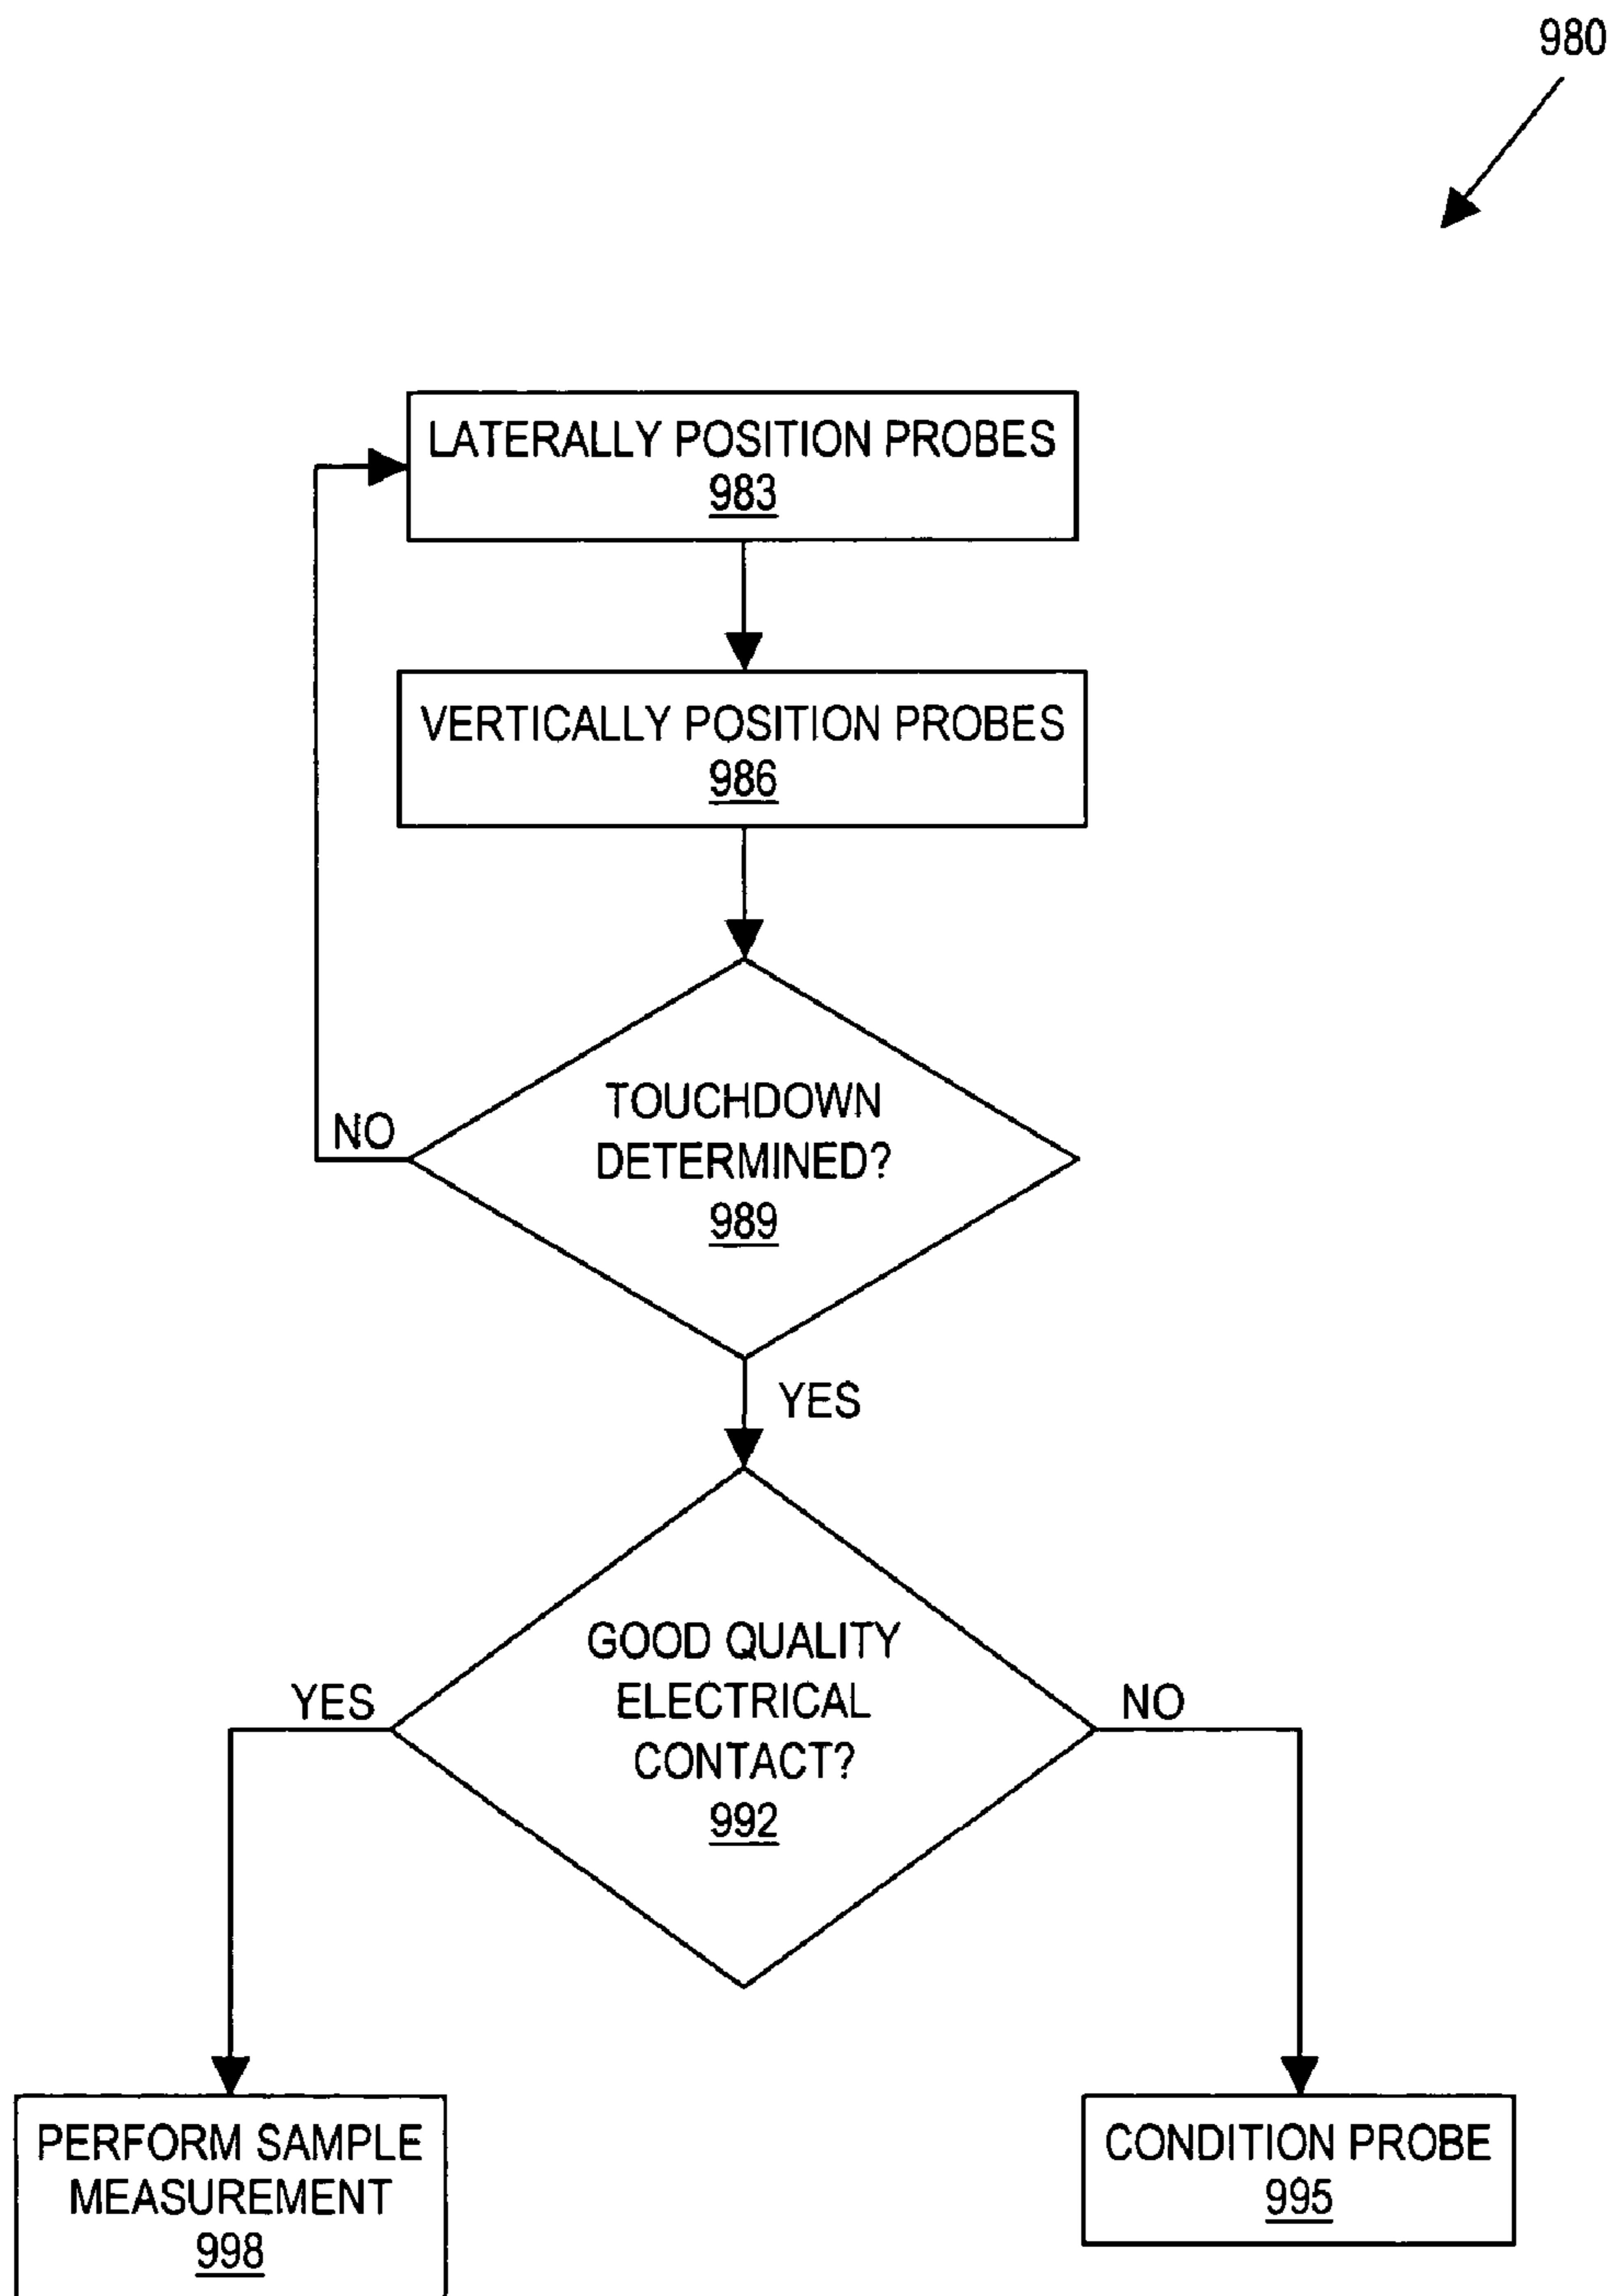 980
LATERALLY POSITION PROBES
983
VERTICALLY POSITION PROBES
986
TOUCHDOWN
DETERMINED?
989
NO
YES
GOOD QUALITY
ELECTRICAL
CONTACT?
992
YES
NO
PERFORM SAMPLE
MEASUREMENT
998
CONDITION PROBE
995